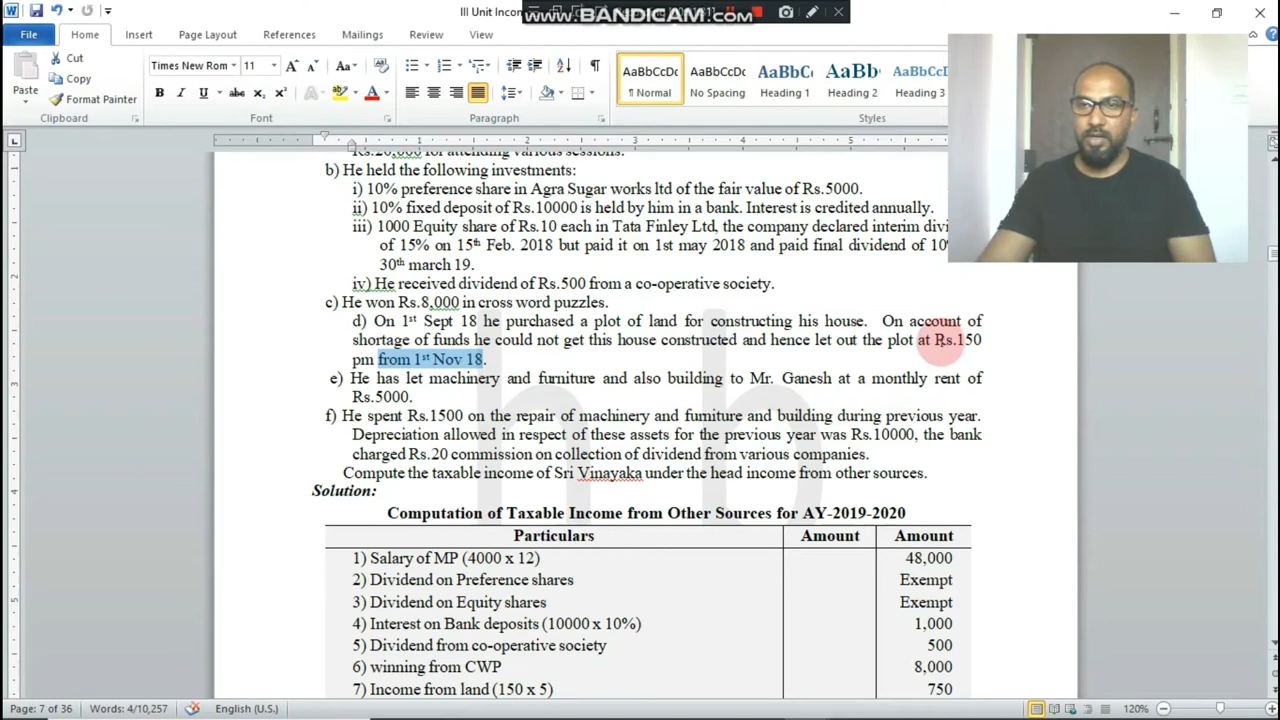 III Unit Incom
www.BANDICAM.com
File Home Insert Page Layout References Mailings Review View
Cut
Copy
Format Painter
Paste
Times New Rom 11
B I U abc x₂ x²
AaBbCcDc AaBbCcDc AaBbC AaBb AaBbCc
¶ Normal No Spacing Heading 1 Heading 2 Heading 3
Clipboard Font Paragraph Styles
Rs.20,000 for attending various sessions.
b) He held the following investments:
i) 10% preference share in Agra Sugar works ltd of the fair value of Rs.5000.
ii) 10% fixed deposit of Rs.10000 is held by him in a bank. Interest is credited annually.
iii) 1000 Equity share of Rs.10 each in Tata Finley Ltd, the company declared interim divi
of 15% on 15th Feb. 2018 but paid it on 1st may 2018 and paid final dividend of 10
30th march 19.
iv) He received dividend of Rs.500 from a co-operative society.
c) He won Rs.8,000 in cross word puzzles.
d) On 1st Sept 18 he purchased a plot of land for constructing his house. On account of
shortage of funds he could not get this house constructed and hence let out the plot at Rs.150
pm from 1st Nov 18.
e) He has let machinery and furniture and also building to Mr. Ganesh at a monthly rent of
Rs.5000.
f) He spent Rs.1500 on the repair of machinery and furniture and building during previous year.
Depreciation allowed in respect of these assets for the previous year was Rs.10000, the bank
charged Rs.20 commission on collection of dividend from various companies.
Compute the taxable income of Sri Vinayaka under the head income from other sources.
Solution:
Computation of Taxable Income from Other Sources for AY-2019-2020
Particulars Amount Amount
1) Salary of MP (4000 x 12) 48,000
2) Dividend on Preference shares Exempt
3) Dividend on Equity shares Exempt
4) Interest on Bank deposits (10000 x 10%) 1,000
5) Dividend from co-operative society 500
6) winning from CWP 8,000
7) Income from land (150 x 5) 750
Page: 7 of 36 Words: 4/10,257 English (U.S.) 120%